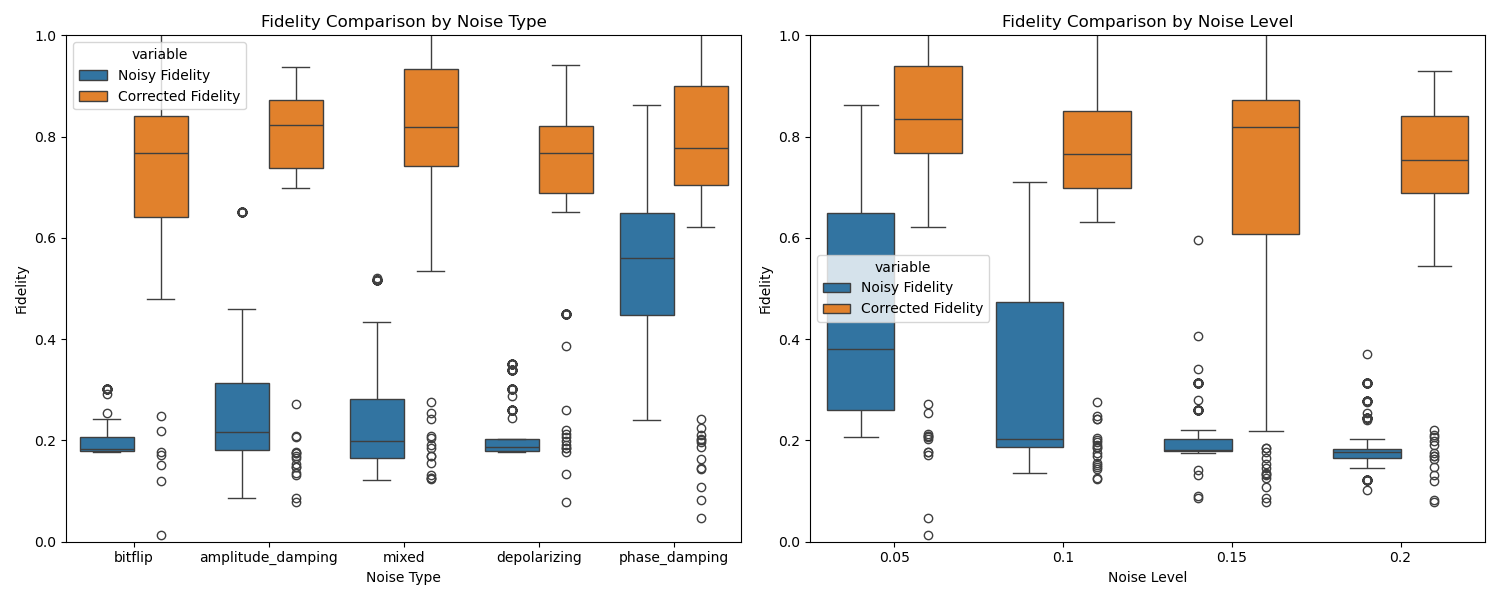 Fidelity Comparison by Noise Type
variable
Noisy Fidelity
Corrected Fidelity
1.0
0.8
0.6
0.4
0.2
0.0
Fidelity
bitflip
amplitude_damping
mixed
depolarizing
phase_damping
Noise Type
Fidelity Comparison by Noise Level
1.0
0.8
0.6
0.4
0.2
0.0
Fidelity
variable
Noisy Fidelity
Corrected Fidelity
0.05
0.1
0.15
0.2
Noise Level